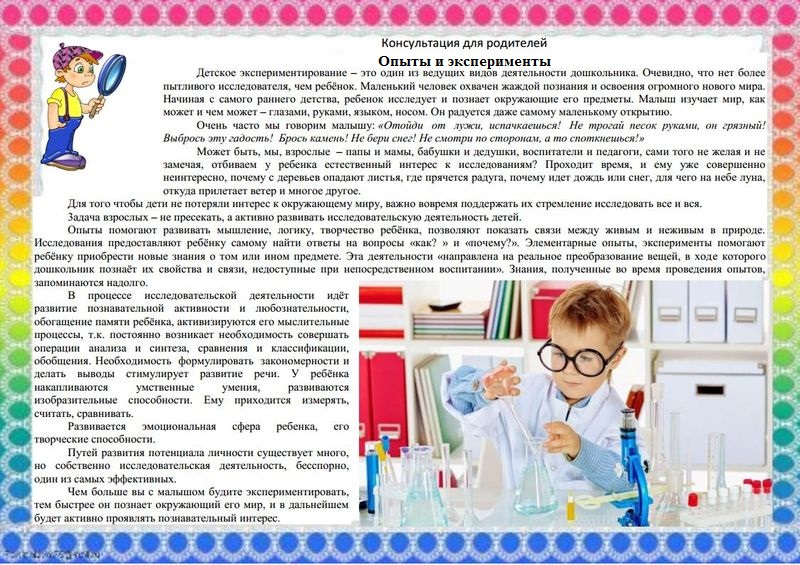 Консультация для родителей
Опыты и эксперименты
Детское экспериментирование – это один из ведущих видов деятельности дошкольника. Очевидно, что нет более
пытливого исследователя, чем ребёнок. Маленький человек охвачен жаждой познания и освоения огромного нового мира.
Начиная с самого раннего детства, ребенок исследует и познает окружающие его предметы. Малыш изучает мир, как
может и чем может – глазами, руками, языком, носом. Он радуется даже самому маленькому открытию.
Очень часто мы говорим малышу: «Отойди от лужи, испачкаешься! Не трогай песок руками, он грязный!
Выбрось эту гадость! Брось камень! Не бери снег! Не смотри по сторонам, а то споткнешься!»
Может быть, мы, взрослые – папы и мамы, бабушки и дедушки, воспитатели и педагоги, сами того не желая и не
замечая, отбиваем у ребенка естественный интерес к исследованиям? Проходит время, и ему уже совершенно
неинтересно, почему с деревьев опадают листья, где прячется радуга, почему идет дождь или снег, для чего на небе луна,
откуда прилетает ветер и многое другое.
Для того чтобы дети не потеряли интерес к окружающему миру, важно вовремя поддержать их стремление исследовать все и вся.
Задача взрослых – не пресекать, а активно развивать исследовательскую деятельность детей.
Опыты помогают развивать мышление, логику, творчество ребёнка, позволяют показать связи между живым и неживым в природе.
Исследования предоставляют ребёнку самому найти ответы на вопросы «как? » и «почему?». Элементарные опыты, эксперименты помогают
ребёнку приобрести новые знания о том или ином предмете. Эта деятельности «направлена на реальное преобразование вещей, в ходе которого
дошкольник познаёт их свойства и связи, недоступные при непосредственном воспитании». Знания, полученные во время проведения опытов,
запоминаются надолго.
В процессе исследовательской деятельности идёт
развитие познавательной активности и любознательности,
обогащение памяти ребёнка, активизируются его мыслительные
процессы, т.к. постоянно возникает необходимость совершать
операции анализа и синтеза, сравнения и классификации,
обобщения. Необходимость формулировать закономерности и
делать выводы стимулирует развитие речи. У ребёнка
накапливаются умственные умения, развиваются
изобразительные способности. Ему приходится измерять,
считать, сравнивать.
Развивается эмоциональная сфера ребенка, его
творческие способности.
Путей развития потенциала личности существует много,
но собственно исследовательская деятельность, бесспорно,
один из самых эффективных.
Чем больше вы с малышом будите экспериментировать,
тем быстрее он познает окружающий его мир, и в дальнейшем
будет активно проявлять познавательный интерес.